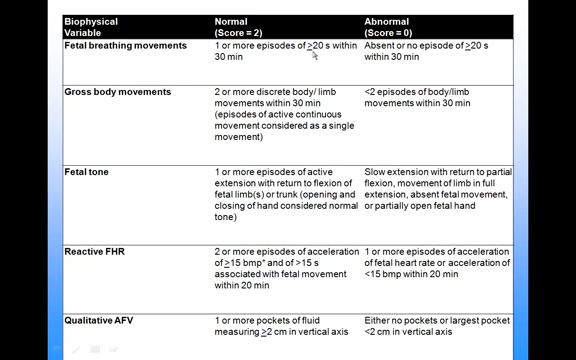 Biophysical Variable Normal (Score = 2) Abnormal (Score = 0)
Fetal breathing movements
1 or more episodes of ≥20 s within
30 min
Absent or no episode of ≥20 s
within 30 min
Gross body movements
2 or more discrete body/ limb
movements within 30 min
(episodes of active continuous
movement considered as a single
movement)
<2 episodes of body/limb
movements within 30 min
Fetal tone
1 or more episodes of active
extension with return to flexion of
fetal limb(s) or trunk (opening and
closing of hand considered normal
tone)
Slow extension with return to partial
flexion, movement of limb in full
extension, absent fetal movement,
or partially open fetal hand
Reactive FHR
2 or more episodes of acceleration
of ≥15 bmp* and of >15 s
associated with fetal movement
within 20 min
1 or more episodes of acceleration
of fetal heart rate or acceleration of
<15 bmp within 20 min
Qualitative AFV
1 or more pockets of fluid
measuring ≥2 cm in vertical axis
Either no pockets or largest pocket
<2 cm in vertical axis